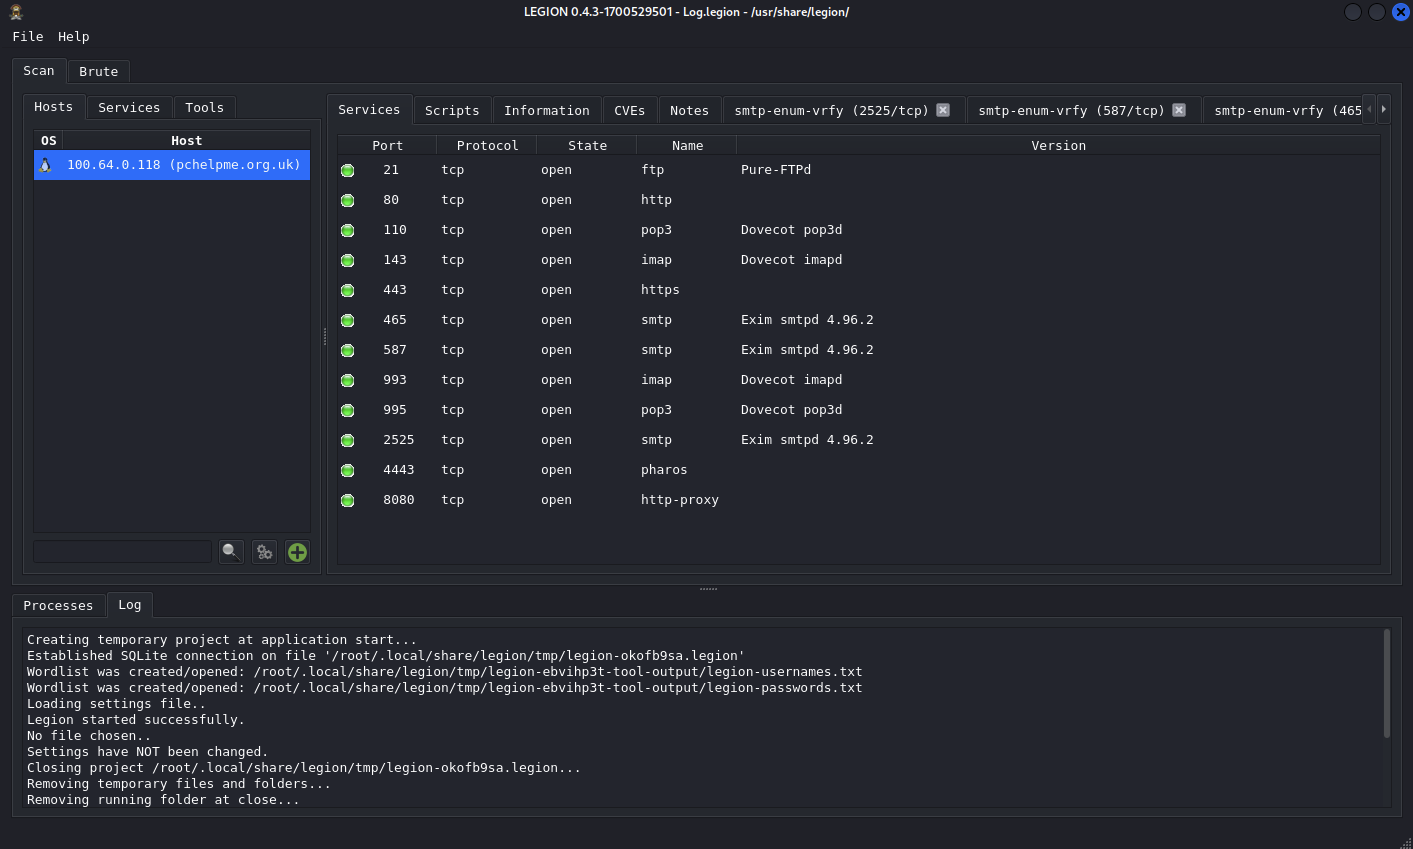 LEGION 0.4.3-1700529501 - Log.legion - /usr/share/legion/
File Help
Scan Brute
Hosts Services Tools
Services Scripts Information CVEs Notes smtp-enum-vrfy (2525/tcp) smtp-enum-vrfy (587/tcp) smtp-enum-vrfy (465
OS Host
100.64.0.118 (pchelpme.org.uk)
Port Protocol State Name Version
21 tcp open ftp Pure-FTPd
80 tcp open http
110 tcp open pop3 Dovecot pop3d
143 tcp open imap Dovecot imapd
443 tcp open https
465 tcp open smtp Exim smtpd 4.96.2
587 tcp open smtp Exim smtpd 4.96.2
993 tcp open imap Dovecot imapd
995 tcp open pop3 Dovecot pop3d
2525 tcp open smtp Exim smtpd 4.96.2
4443 tcp open pharos
8080 tcp open http-proxy
Processes Log
Creating temporary project at application start...
Established SQLite connection on file '/root/.local/share/legion/tmp/legion-okofb9sa.legion'
Wordlist was created/opened: /root/.local/share/legion/tmp/legion-ebvihp3t-tool-output/legion-usernames.txt
Wordlist was created/opened: /root/.local/share/legion/tmp/legion-ebvihp3t-tool-output/legion-passwords.txt
Loading settings file..
Legion started successfully.
No file chosen..
Settings have NOT been changed.
Closing project /root/.local/share/legion/tmp/legion-okofb9sa.legion...
Removing temporary files and folders...
Removing running folder at close...